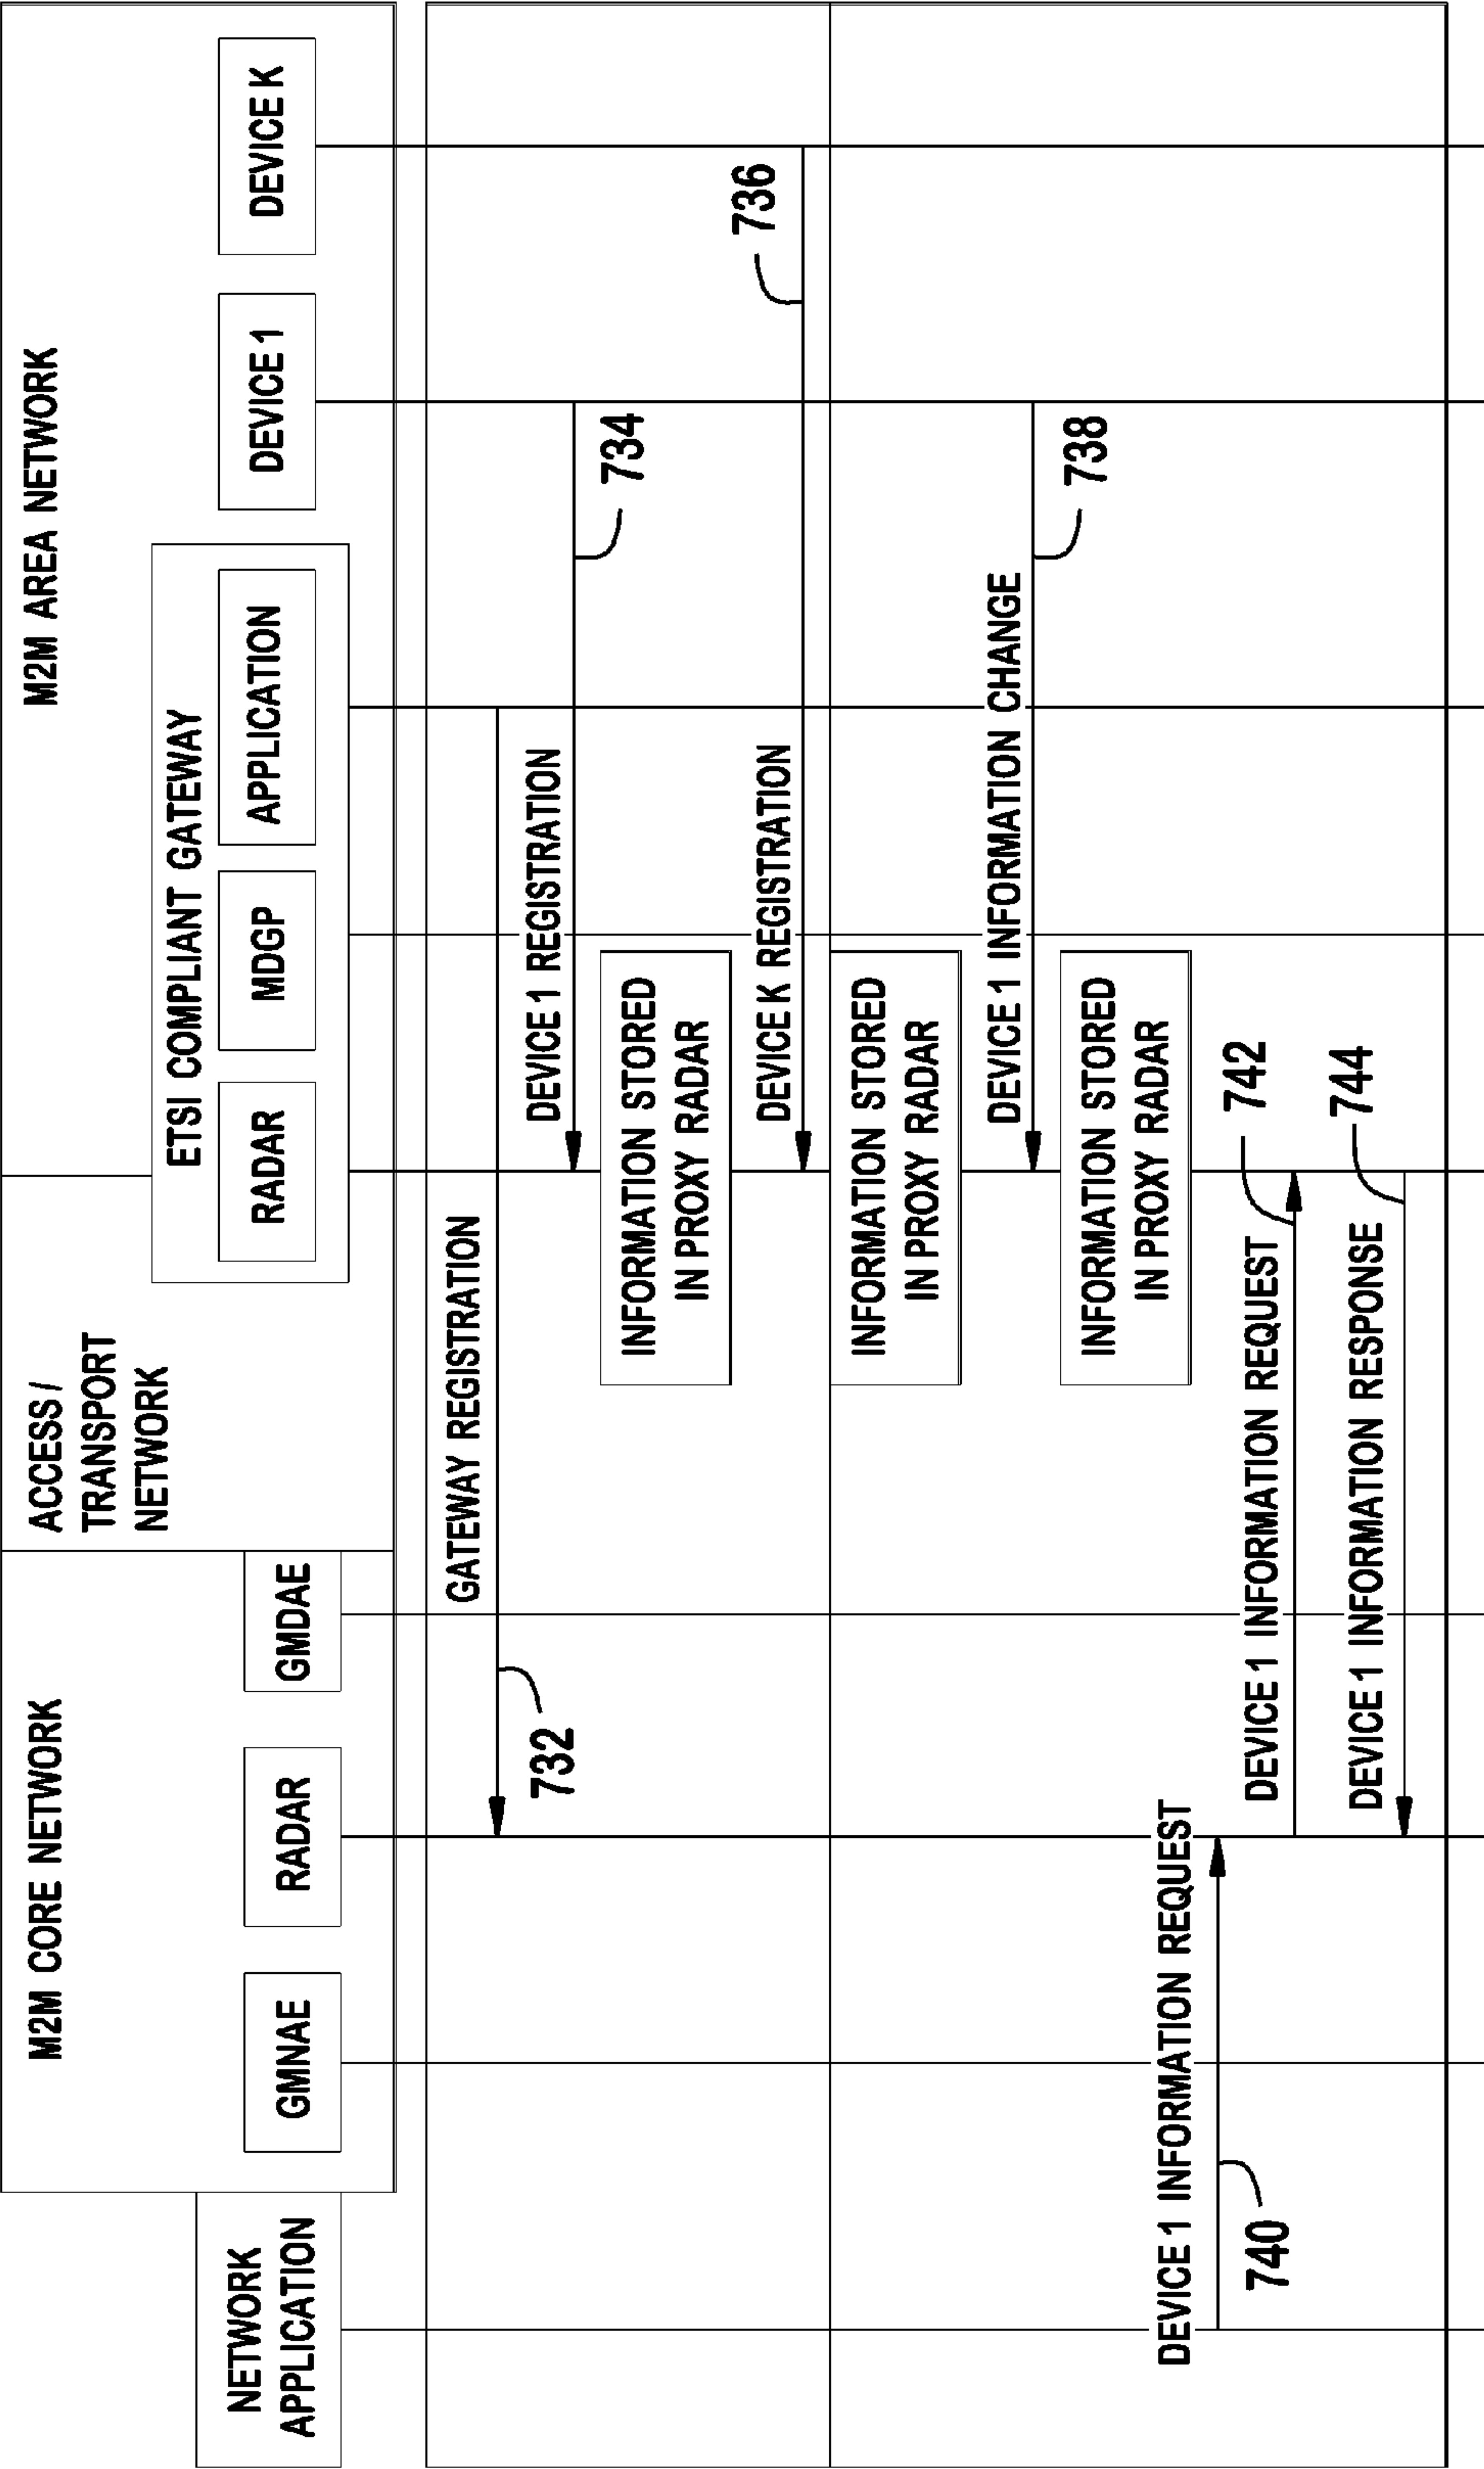 M2M CORE NETWORK
ACCESS /
TRANSPORT
NETWORK
M2M AREA NETWORK
NETWORK
APPLICATION
GMNAE
RADAR
GMDAE
ETSI COMPLIANT GATEWAY
RADAR
MDGP
APPLICATION
DEVICE 1
DEVICE K
GATEWAY REGISTRATION
732
DEVICE 1 REGISTRATION
734
INFORMATION STORED
IN PROXY RADAR
DEVICE K REGISTRATION
736
INFORMATION STORED
IN PROXY RADAR
DEVICE 1 INFORMATION CHANGE
738
INFORMATION STORED
IN PROXY RADAR
DEVICE 1 INFORMATION REQUEST
740
DEVICE 1 INFORMATION REQUEST
742
DEVICE 1 INFORMATION RESPONSE
744